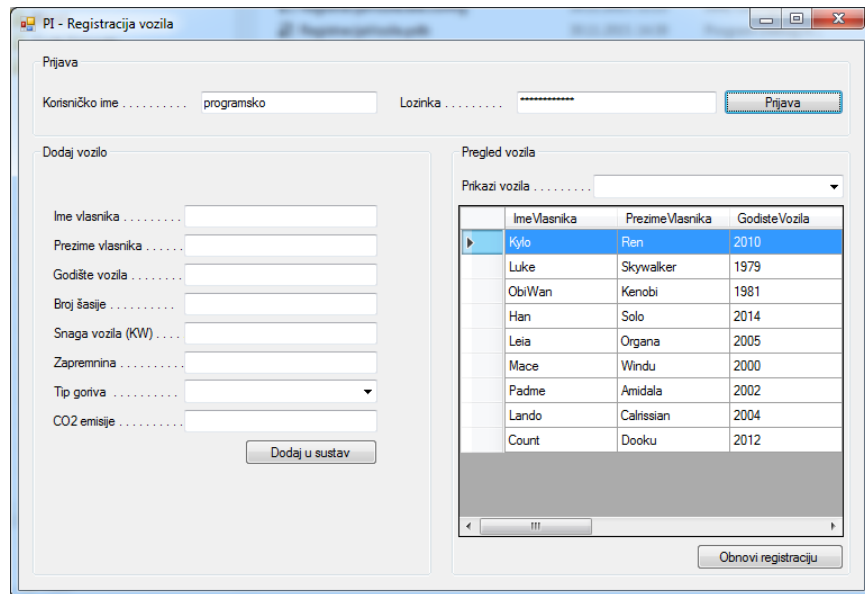 PI - Registracija vozila
Prijava
Korisničko ime . . . . . . . . . . programsko Lozinka . . . . . . . . . ************ Prijava
Dodaj vozilo
Ime vlasnika . . . . . . . . .
Prezime vlasnika . . . . . .
Godište vozila . . . . . . . .
Broj šasije . . . . . . . . . .
Snaga vozila (KW) . . . .
Zapremnina . . . . . . . . . .
Tip goriva . . . . . . . . . .
CO2 emisije . . . . . . . . . .
Dodaj u sustav
Pregled vozila
Prikazi vozila . . . . . . . . .
ImeVlasnika PrezimeVlasnika GodisteVozila
Kylo Ren 2010
Luke Skywalker 1979
ObiWan Kenobi 1981
Han Solo 2014
Leia Organa 2005
Mace Windu 2000
Padme Amidala 2002
Lando Calrissian 2004
Count Dooku 2012
Obnovi registraciju